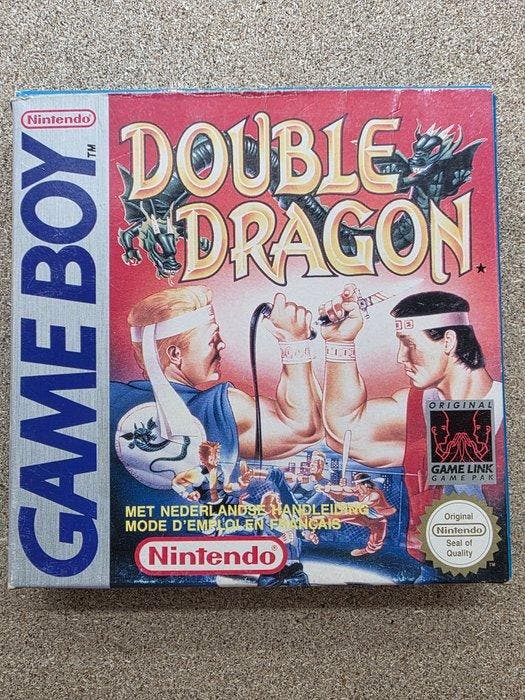 Nintendo®
GAME BOY™
DOUBLE
DRAGON
ORIGINAL
GAME LINK
GAME PAK
MET NEDERLANDSE HANDLEIDING
MODE D'EMPLOI EN FRANÇAIS
Nintendo®
Original
Nintendo
Seal of
Quality